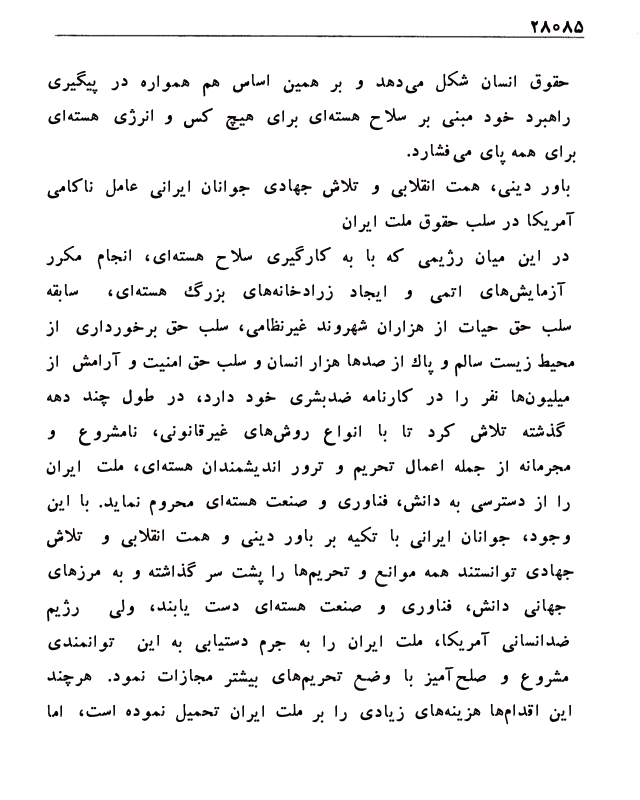 ۲۸۰۸۵
حقوق انسان شکل می‌دهد و بر همین اساس هم همواره در پیگیری
راهبرد خود مبنی بر سلاح هسته‌ای برای هیچ کس و انرژی هسته‌ای
برای همه پای می‌فشارد.
باور دینی، همت انقلابی و تلاش جهادی جوانان ایرانی عامل ناکامی
آمریکا در سلب حقوق ملت ایران
در این میان رژیمی که با به کارگیری سلاح هسته‌ای، انجام مکرر
آزمایش‌های اتمی و ایجاد زرادخانه‌های بزرگ هسته‌ای، سابقه
سلب حق حیات از هزاران شهروند غیرنظامی، سلب حق برخورداری از
محیط زیست سالم و پاك از صدها هزار انسان و سلب حق امنیت و آرامش از
میلیون‌ها نفر را در کارنامه ضدبشری خود دارد، در طول چند دهه
گذشته تلاش کرد تا با انواع روش‌های غیرقانونی، نامشروع و
مجرمانه از جمله اعمال تحریم و ترور اندیشمندان هسته‌ای، ملت ایران
را از دسترسی به دانش، فناوری و صنعت هسته‌ای محروم نماید. با این
وجود، جوانان ایرانی با تکیه بر باور دینی و همت انقلابی و تلاش
جهادی توانستند همه موانع و تحریم‌ها را پشت سر گذاشته و به مرزهای
جهانی دانش، فناوری و صنعت هسته‌ای دست یابند، ولی رژیم
ضدانسانی آمریکا، ملت ایران را به جرم دستیابی به این توانمندی
مشروع و صلح‌آمیز با وضع تحریم‌های بیشتر مجازات نمود. هرچند
این اقدام‌ها هزینه‌های زیادی را بر ملت ایران تحمیل نموده است، اما